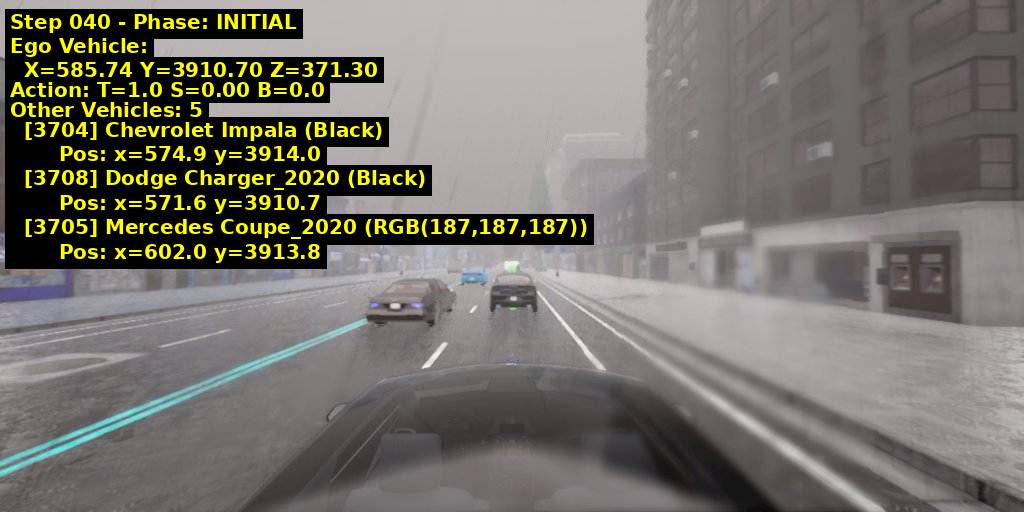 Step 040 - Phase: INITIAL
Ego Vehicle:
X=585.74 Y=3910.70 Z=371.30
Action: T=1.0 S=0.00 B=0.0
Other Vehicles: 5
[3704] Chevrolet Impala (Black)
Pos: x=574.9 y=3914.0
[3708] Dodge Charger_2020 (Black)
Pos: x=571.6 y=3910.7
[3705] Mercedes Coupe_2020 (RGB(187,187,187))
Pos: x=602.0 y=3913.8